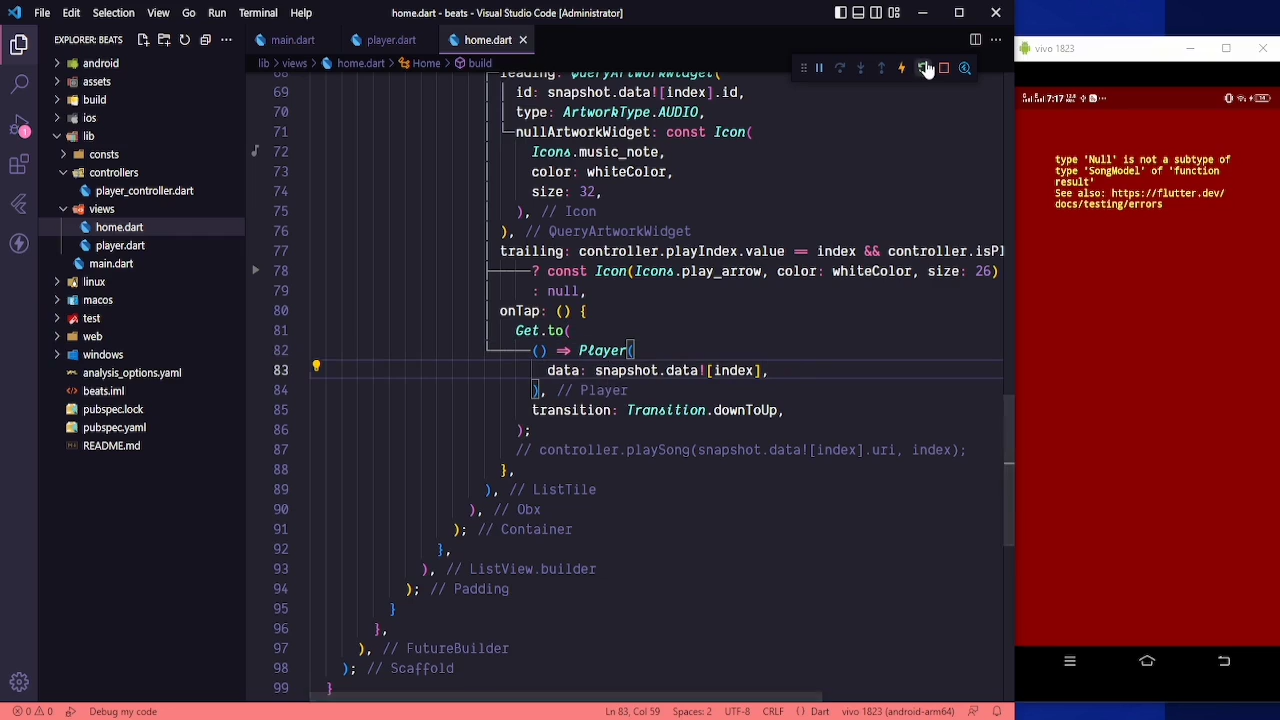 File Edit Selection View Go Run Terminal Help
home.dart - beats - Visual Studio Code [Administrator]
EXPLORER: BEATS
android
assets
build
ios
lib
consts
controllers
player_controller.dart
views
home.dart
player.dart
main.dart
linux
macos
test
web
windows
analysis_options.yaml
beats.iml
pubspec.lock
pubspec.yaml
README.md
1
main.dart
player.dart
home.dart
lib > views > home.dart > Home > build
68 leading: QueryArtworkWidget(
69 id: snapshot.data![index].id,
70 type: ArtworkType.AUDIO,
71 nullArtworkWidget: const Icon(
72 Icons.music_note,
73 color: whiteColor,
74 size: 32,
75 ), // Icon
76 ), // QueryArtworkWidget
77 trailing: controller.playIndex.value == index && controller.isPl
78 ? const Icon(Icons.play_arrow, color: whiteColor, size: 26)
79 : null,
80 onTap: () {
81 Get.to(
82 () => Player(
83 data: snapshot.data![index],
84 ), // Player
85 transition: Transition.downToUp,
86 );
87 // controller.playSong(snapshot.data![index].uri, index);
88 },
89 ), // ListTile
90 ), // Obx
91 ); // Container
92 },
93 ), // ListView.builder
94 ); // Padding
95 }
96 },
97 ), // FutureBuilder
98 ); // Scaffold
99 }
0 0 Debug my code
Ln 83, Col 59 Spaces: 2 UTF-8 CRLF {} Dart vivo 1823 (android-arm64)
vivo 1823
7:17
type 'Null' is not a subtype of
type 'SongModel' of 'function
result'
See also: https://flutter.dev/
docs/testing/errors